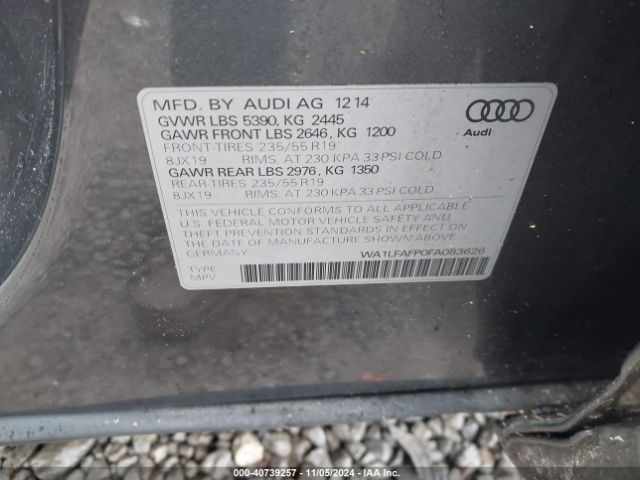 MFD. BY AUDI AG 12 14
GVWR LBS 5390, KG 2445
GAWR FRONT LBS 2646, KG 1200
FRONT-TIRES 235/55 R19
8JX19 RIMS, AT 230 KPA 33 PSI COLD
GAWR REAR LBS 2976, KG 1350
REAR-TIRES 235/55 R19
8JX19 RIMS, AT 230 KPA 33 PSI COLD
Audi
THIS VEHICLE CONFORMS TO ALL APPLICABLE
U.S. FEDERAL MOTOR VEHICLE SAFETY AND
THEFT PREVENTION STANDARDS IN EFFECT ON
THE DATE OF MANUFACTURE SHOWN ABOVE.
GERMANY
WA1LFAFP0FA083626
TYPE:
MPV
000-40739257 - 11/05/2024 - IAA Inc.